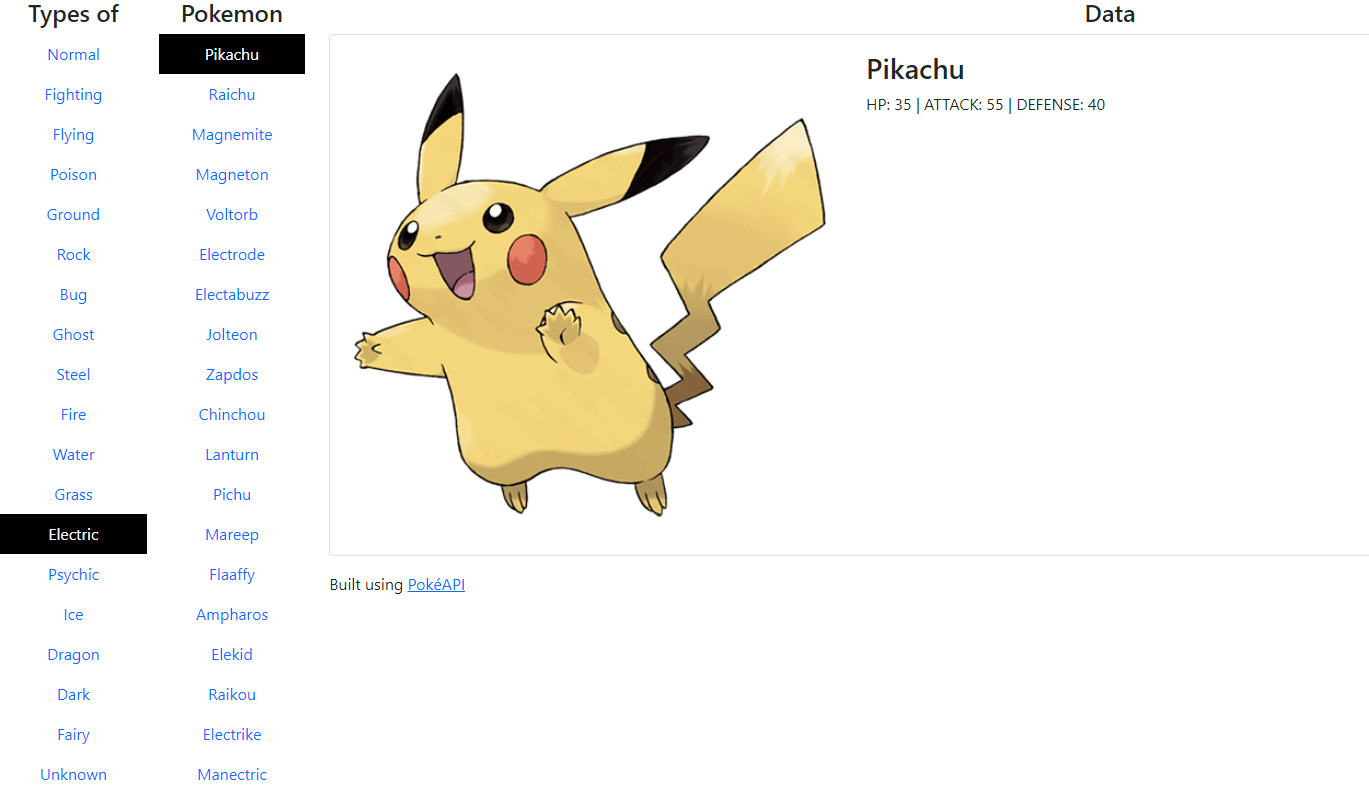 Types of
Normal
Fighting
Flying
Poison
Ground
Rock
Bug
Ghost
Steel
Fire
Water
Grass
Electric
Psychic
Ice
Dragon
Dark
Fairy
Unknown
Pokemon
Pikachu
Raichu
Magnemite
Magneton
Voltorb
Electrode
Electabuzz
Jolteon
Zapdos
Chinchou
Lanturn
Pichu
Mareep
Flaaffy
Ampharos
Elekid
Raikou
Electrike
Manectric
Data
Pikachu
HP: 35 | ATTACK: 55 | DEFENSE: 40
Built using PokéAPI